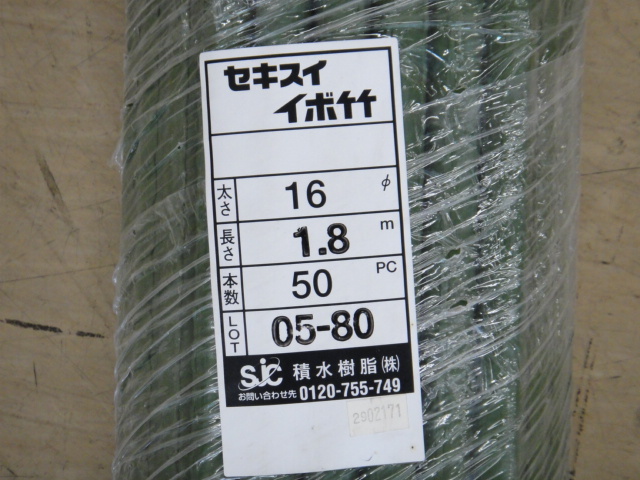 セキスイ
イボ竹
太さ 16 φ
長さ 1.8 m
本数 50 PC
LOT 05-80
sjc 積水樹脂(株)
お問い合わせ先 0120-755-749
2902171